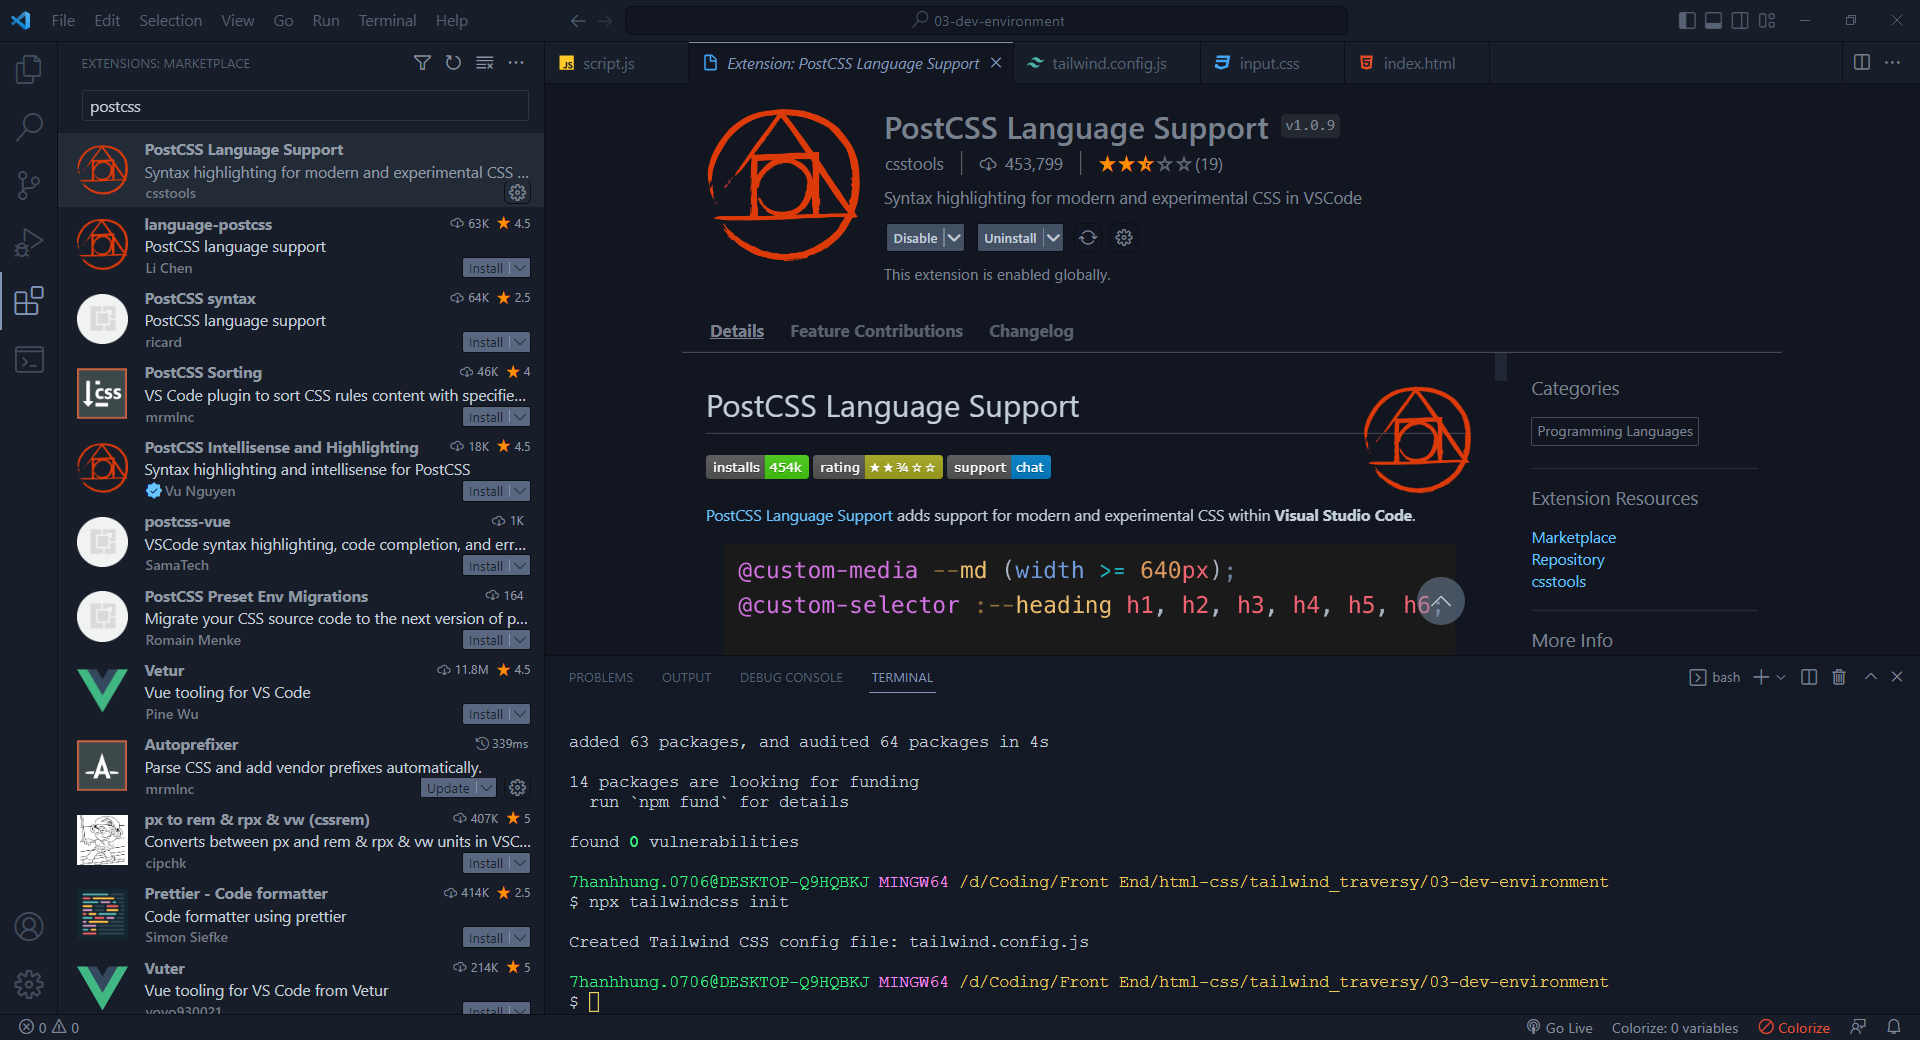 File Edit Selection View Go Run Terminal Help
03-dev-environment
EXTENSIONS: MARKETPLACE
postcss
PostCSS Language Support
Syntax highlighting for modern and experimental CSS ...
csstools
language-postcss 63K 4.5
PostCSS language support
Li Chen Install
PostCSS syntax 64K 2.5
PostCSS language support
ricard Install
PostCSS Sorting 46K 4
VS Code plugin to sort CSS rules content with specifie...
mrmlnc Install
PostCSS Intellisense and Highlighting 18K 4.5
Syntax highlighting and intellisense for PostCSS
Vu Nguyen Install
postcss-vue 1K
VSCode syntax highlighting, code completion, and err...
SamaTech Install
PostCSS Preset Env Migrations 164
Migrate your CSS source code to the next version of p...
Romain Menke Install
Vetur 11.8M 4.5
Vue tooling for VS Code
Pine Wu Install
Autoprefixer 339ms
Parse CSS and add vendor prefixes automatically.
mrmlnc Update
px to rem & rpx & vw (cssrem) 407K 5
Converts between px and rem & rpx & vw units in VSC...
cipchk Install
Prettier - Code formatter 414K 2.5
Code formatter using prettier
Simon Siefke Install
Vuter 214K 5
Vue tooling for VS Code from Vetur
yoyo930021 Install
script.js Extension: PostCSS Language Support tailwind.config.js input.css index.html
PostCSS Language Support v1.0.9
csstools 453,799 (19)
Syntax highlighting for modern and experimental CSS in VSCode
Disable Uninstall
This extension is enabled globally.
Details Feature Contributions Changelog
PostCSS Language Support
installs 454k rating ★★¾☆☆ support chat
PostCSS Language Support adds support for modern and experimental CSS within Visual Studio Code.
@custom-media --md (width >= 640px);
@custom-selector :--heading h1, h2, h3, h4, h5, h6;
Categories
Programming Languages
Extension Resources
Marketplace
Repository
csstools
More Info
PROBLEMS OUTPUT DEBUG CONSOLE TERMINAL bash
added 63 packages, and audited 64 packages in 4s
14 packages are looking for funding
run `npm fund` for details
found 0 vulnerabilities
7hanhhung.0706@DESKTOP-Q9HQBKJ MINGW64 /d/Coding/Front End/html-css/tailwind_traversy/03-dev-environment
$ npx tailwindcss init
Created Tailwind CSS config file: tailwind.config.js
7hanhhung.0706@DESKTOP-Q9HQBKJ MINGW64 /d/Coding/Front End/html-css/tailwind_traversy/03-dev-environment
$
0 0 Go Live Colorize: 0 variables Colorize